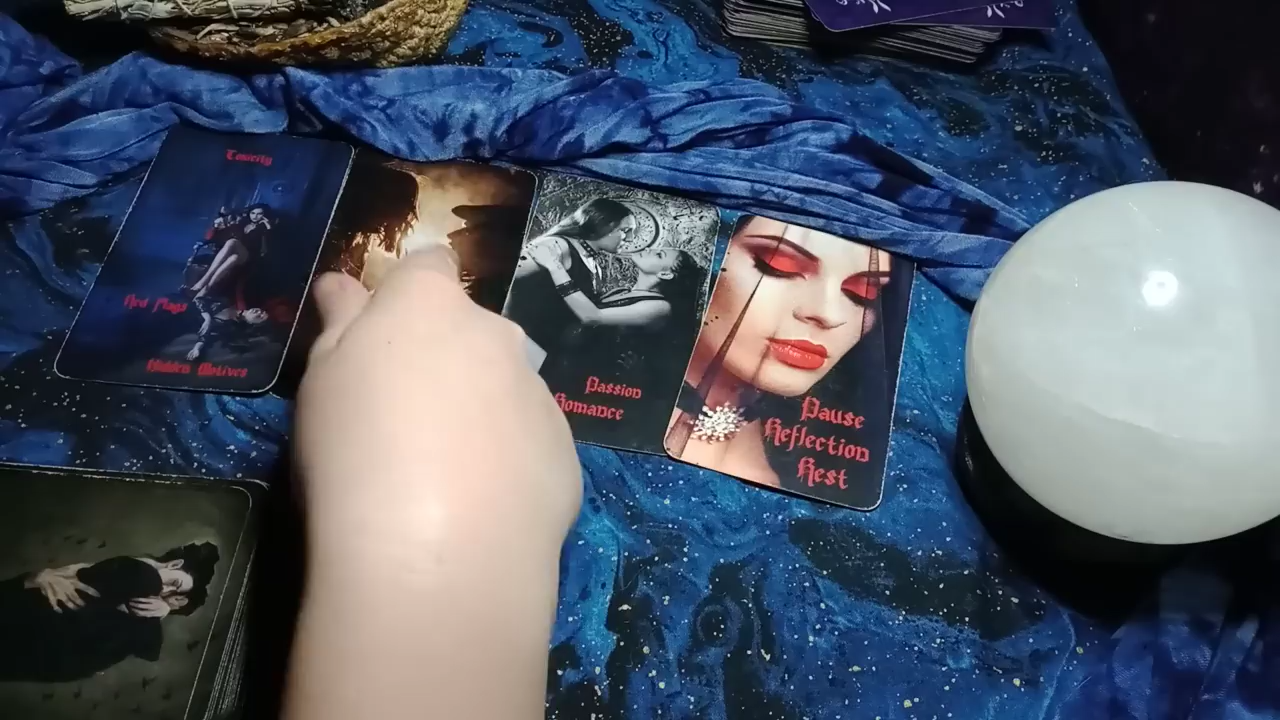 Toxicity
Red Flags
Hidden Motives
Passion
Romance
Pause
Reflection
Rest